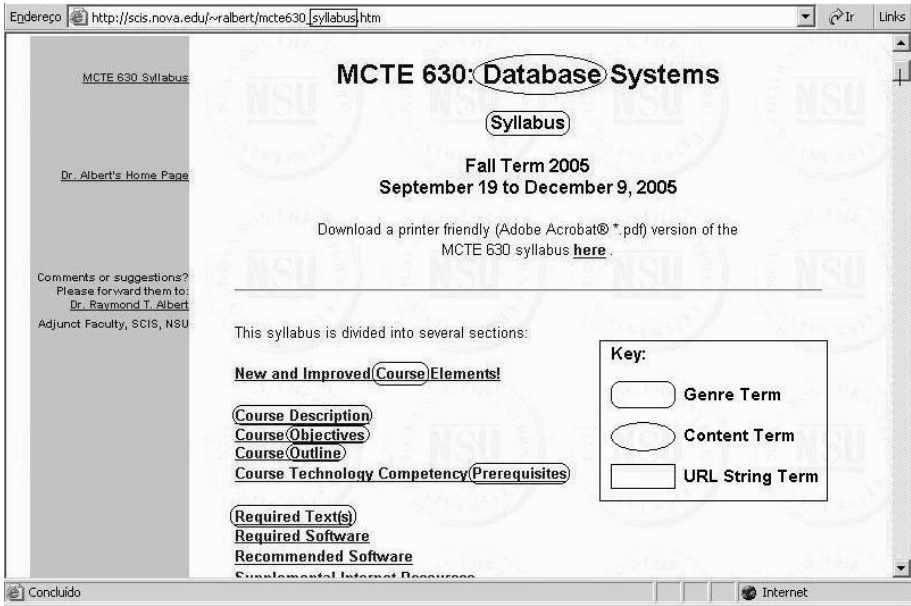 Endereço http://scis.nova.edu/~ralbert/mcte630_syllabus.htm Ir Links
MCTE 630 Syllabus
Dr. Albert's Home Page
Comments or suggestions?
Please forward them to:
Dr. Raymond T. Albert
Adjunct Faculty, SCIS, NSU
MCTE 630: Database Systems
Syllabus
Fall Term 2005
September 19 to December 9, 2005
Download a printer friendly (Adobe Acrobat® *.pdf) version of the
MCTE 630 syllabus here .
This syllabus is divided into several sections:
New and Improved Course Elements!
Course Description
Course Objectives
Course Outline
Course Technology Competency Prerequisites
Required Text(s)
Required Software
Recommended Software
Supplemental Internet Resources
Key:
Genre Term
Content Term
URL String Term
Concluído Internet